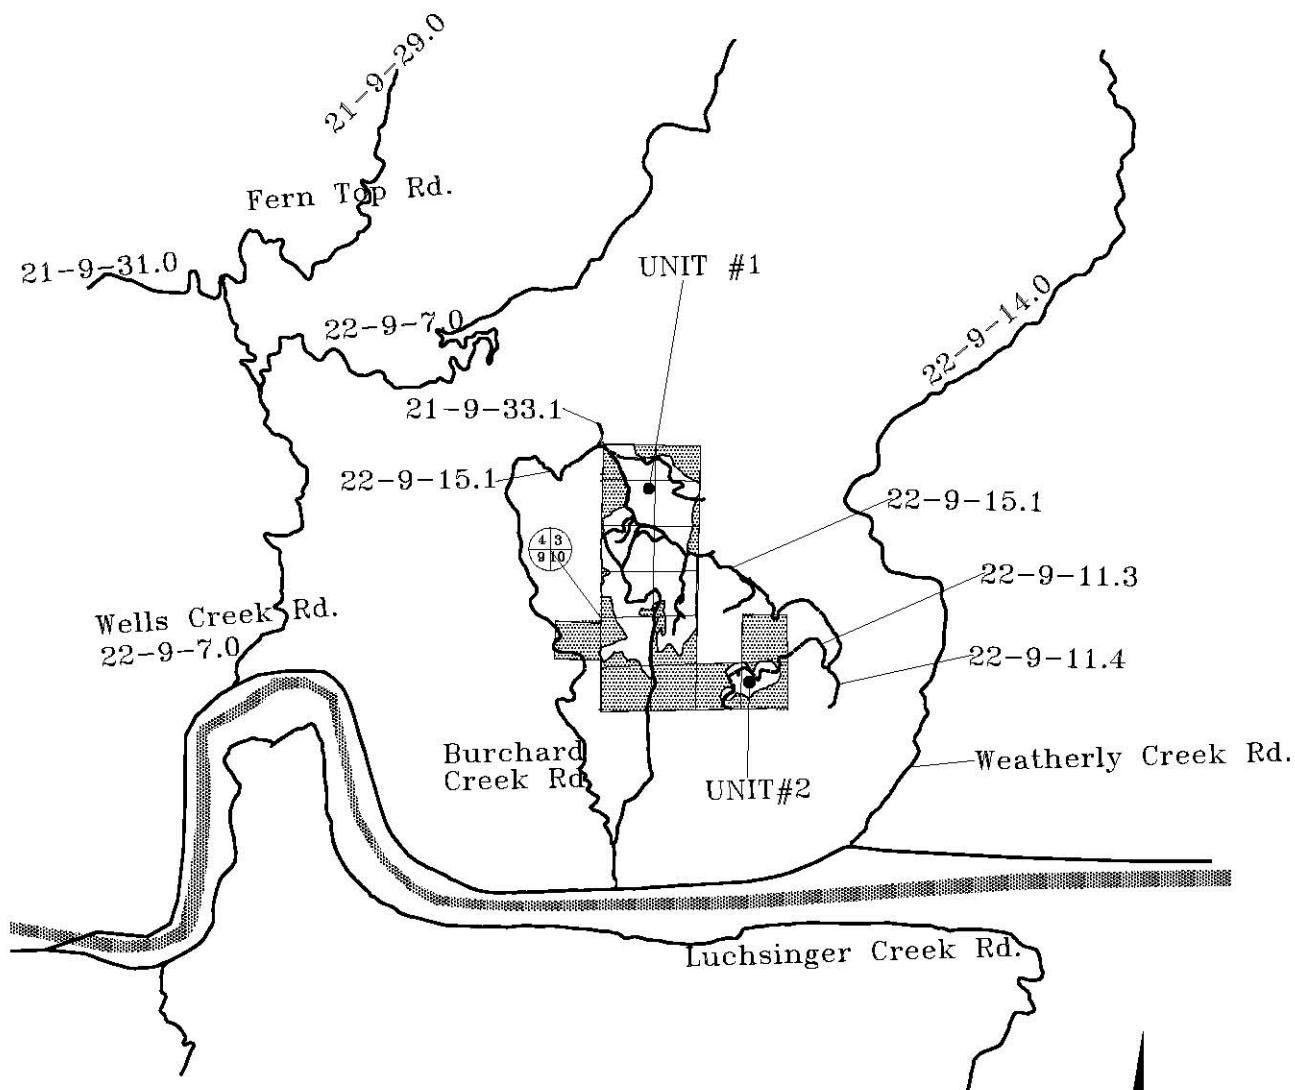 21-9-29.0
Fern Top Rd.
21-9-31.0
UNIT #1
22-9-7.0
22-9-14.0
21-9-33.1
22-9-15.1
22-9-15.1
4 3
9 10
22-9-11.3
Wells Creek Rd.
22-9-7.0
22-9-11.4
Burchard
Creek Rd
Weatherly Creek Rd.
UNIT#2
Luchsinger Creek Rd.